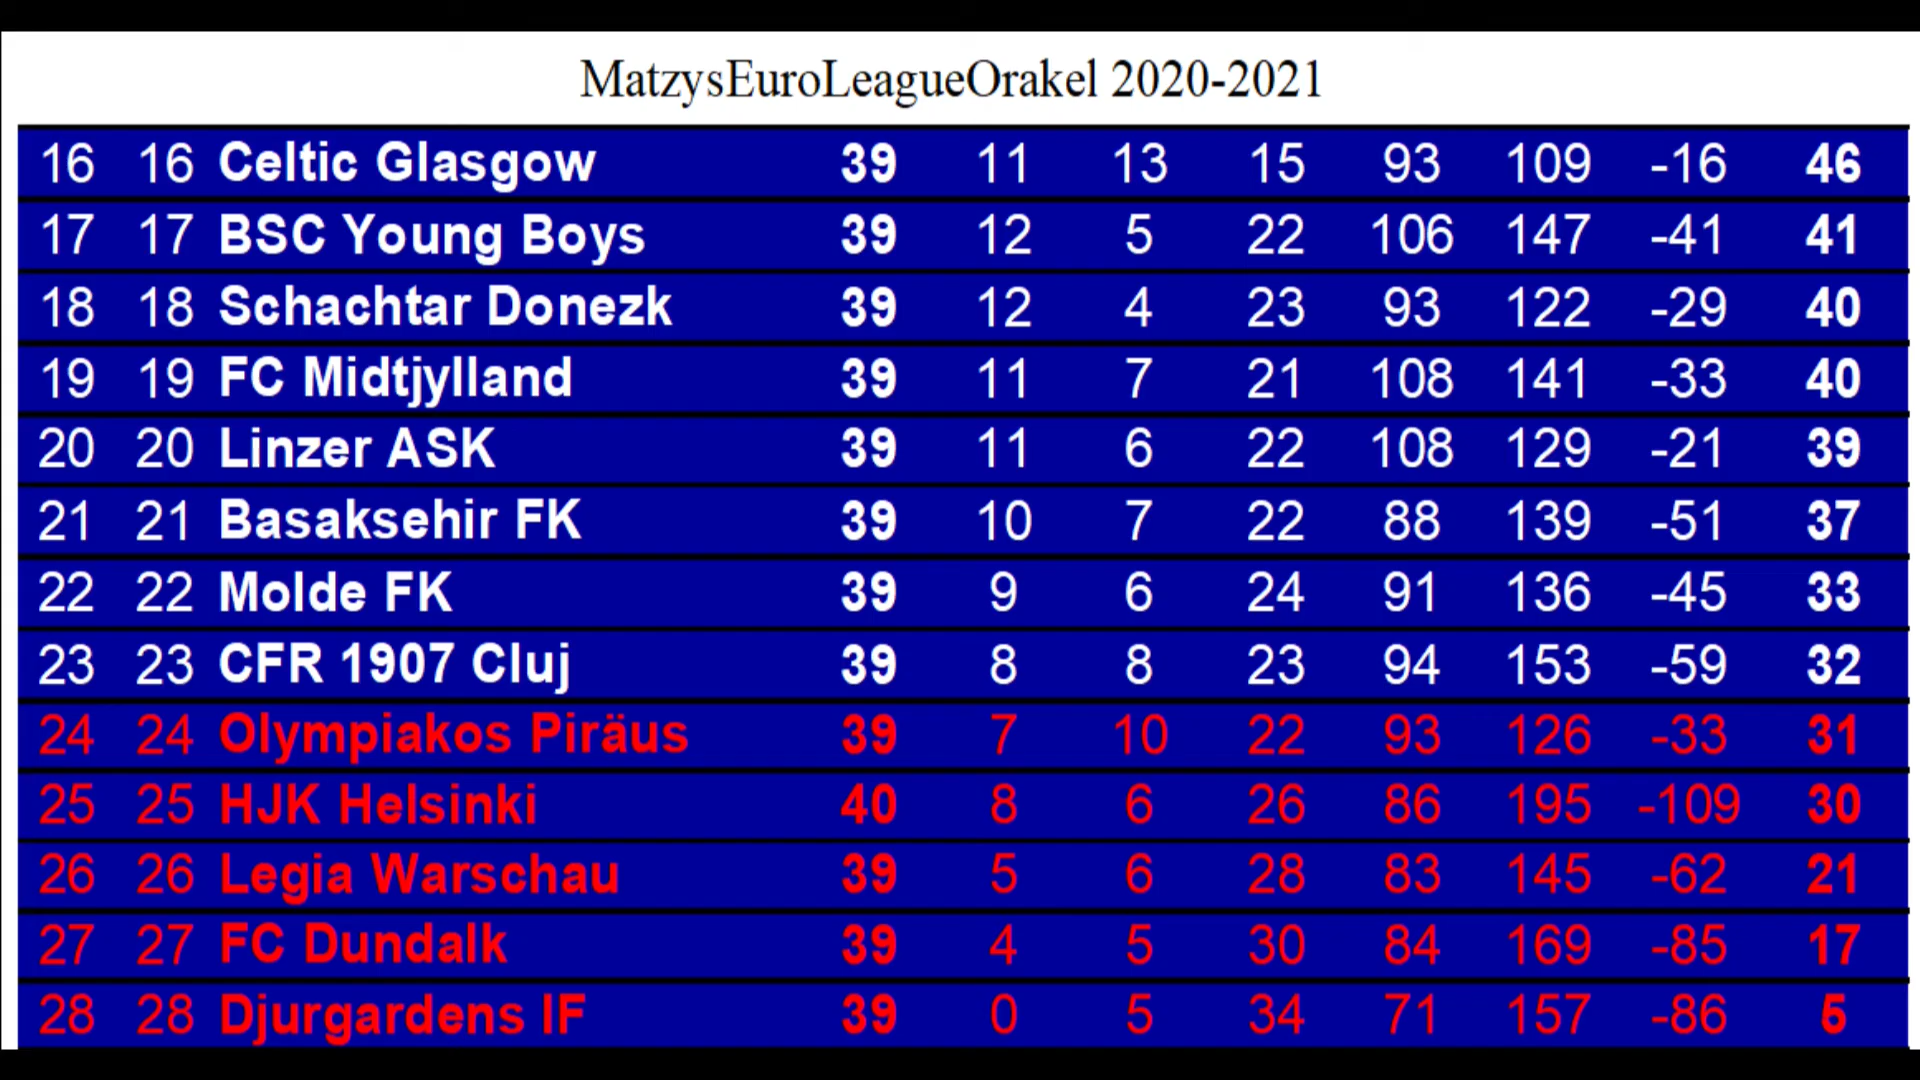 MatzysEuroLeagueOrakel 2020-2021
16 16 Celtic Glasgow 39 11 13 15 93 109 -16 46
17 17 BSC Young Boys 39 12 5 22 106 147 -41 41
18 18 Schachtar Donezk 39 12 4 23 93 122 -29 40
19 19 FC Midtjylland 39 11 7 21 108 141 -33 40
20 20 Linzer ASK 39 11 6 22 108 129 -21 39
21 21 Basaksehir FK 39 10 7 22 88 139 -51 37
22 22 Molde FK 39 9 6 24 91 136 -45 33
23 23 CFR 1907 Cluj 39 8 8 23 94 153 -59 32
24 24 Olympiakos Piräus 39 7 10 22 93 126 -33 31
25 25 HJK Helsinki 40 8 6 26 86 195 -109 30
26 26 Legia Warschau 39 5 6 28 83 145 -62 21
27 27 FC Dundalk 39 4 5 30 84 169 -85 17
28 28 Djurgardens IF 39 0 5 34 71 157 -86 5